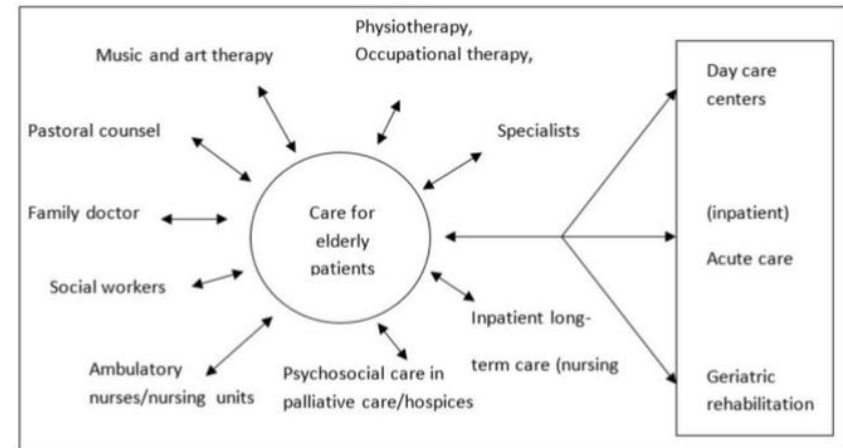 Physiotherapy,
Occupational therapy,
Music and art therapy
Pastoral counsel
Specialists
Family doctor
Care for
elderly
patients
Social workers
Inpatient long-
term care (nursing
Ambulatory
nurses/nursing units
Psychosocial care in
palliative care/hospices
Day care
centers
(inpatient)
Acute care
Geriatric
rehabilitation